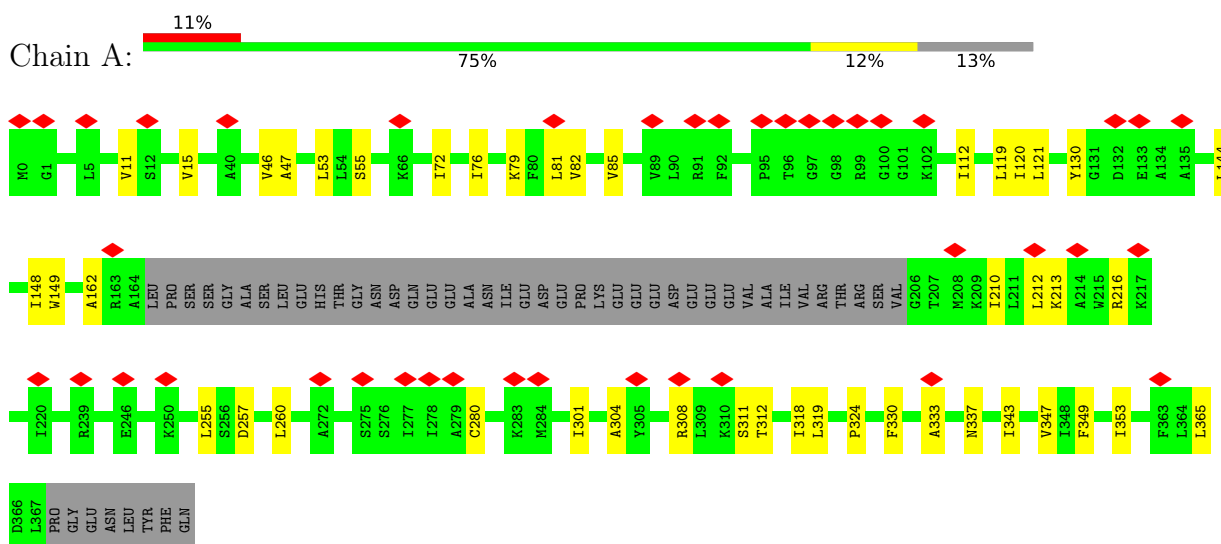 11%
Chain A:
75% 12% 13%
M0 G1 L5 V11 S12 V15 A40 V46 A47 L53 L54 S55 K66 I72 I76 K79 F80 L81 V82 V85 V89 L90 R91 F92 P95 T96 G97 G98 R99 G100 G101 K102 I112 L119 I120 L121 Y130 G131 D132 E133 A134 A135 L144
I148 W149 A162 R163 A164 LEU PRO SER SER GLY ALA SER LEU GLU HIS THR GLY ASN ASP GLN GLU GLU ALA ASN ILE GLU ASP GLU PRO LYS GLU GLU GLU ASP GLU GLU GLU VAL ALA ILE VAL ARG THR ARG SER VAL G206 T207 M208 K209 I210 L211 L212 K213 A214 W215 R216 K217
I220 R239 E246 K250 L255 S256 D257 L260 A272 S275 S276 I277 I278 A279 C280 K283 M284 I301 A304 Y305 R308 L309 K310 S311 T312 I318 L319 P324 F330 A333 N337 I343 V347 I348 F349 I353 F363 L364 L365
D366 L367 PRO GLY GLU ASN LEU TYR PHE GLN